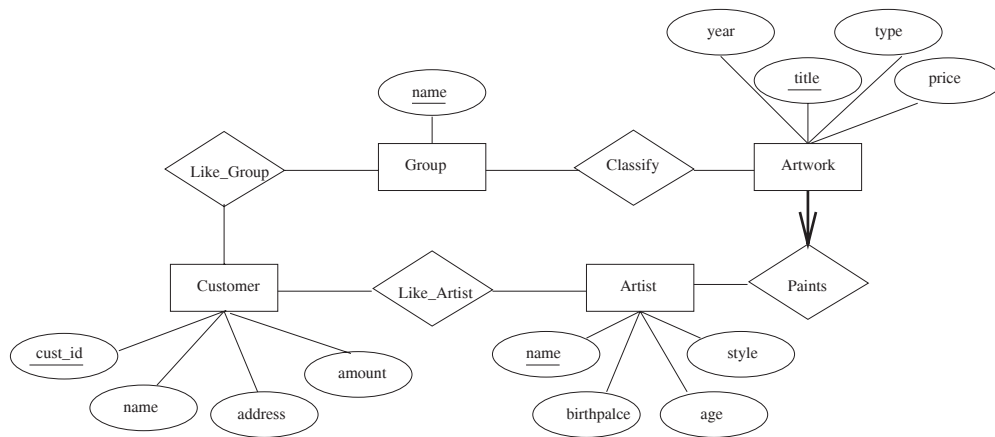 year
type
title
price
name
Like_Group
Group
Classify
Artwork
Customer
Like_Artist
Artist
Paints
cust_id
name
address
amount
name
birthpalce
age
style